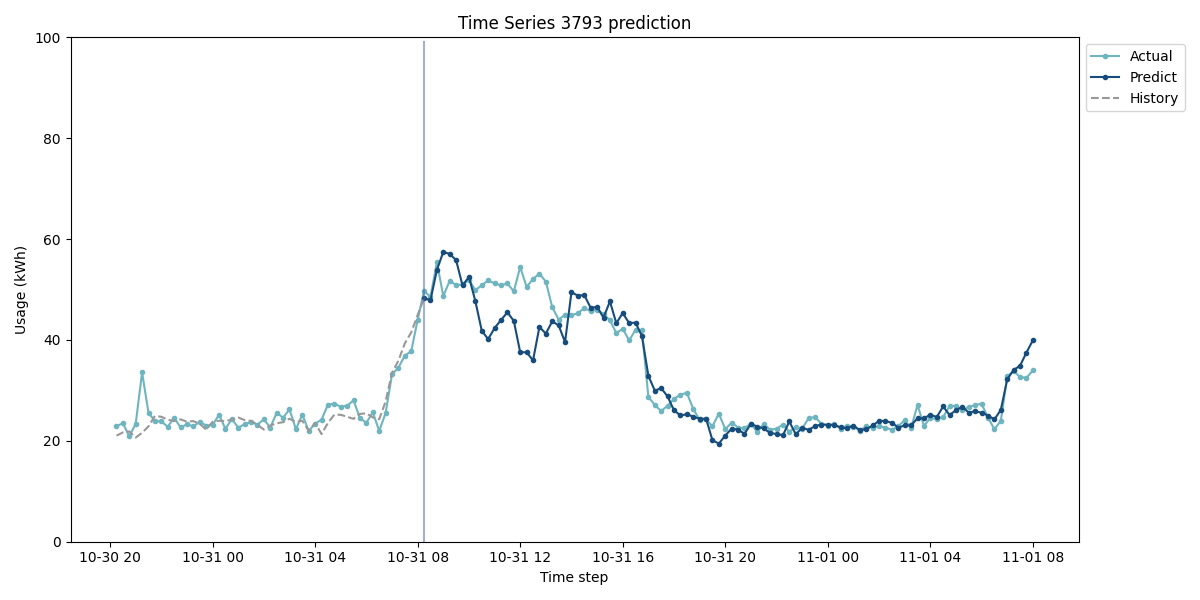 Time Series 3793 prediction
100
80
60
40
20
0
Usage (kWh)
10-30 20
10-31 00
10-31 04
10-31 08
10-31 12
10-31 16
10-31 20
11-01 00
11-01 04
11-01 08
Time step
Actual
Predict
History